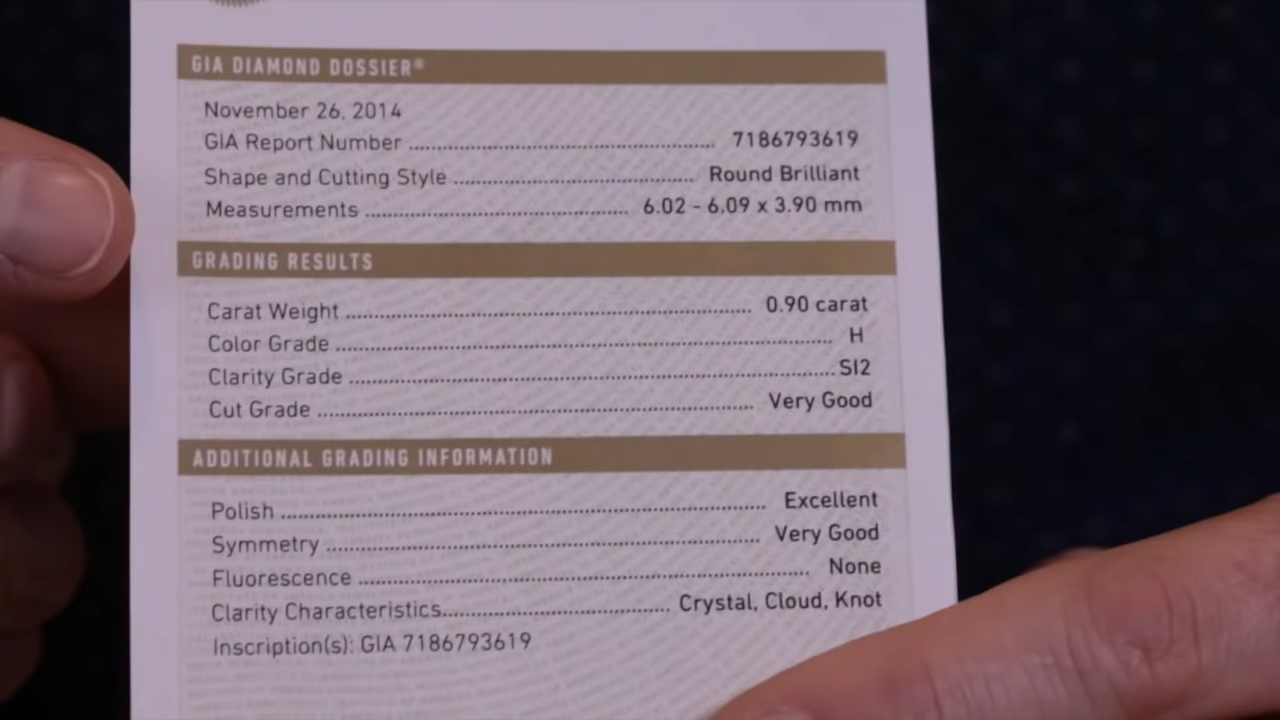 GIA DIAMOND DOSSIER®
November 26, 2014
GIA Report Number ........ 7186793619
Shape and Cutting Style ........ Round Brilliant
Measurements ........ 6.02 - 6.09 x 3.90 mm
GRADING RESULTS
Carat Weight ........ 0.90 carat
Color Grade ........ H
Clarity Grade ........ SI2
Cut Grade ........ Very Good
ADDITIONAL GRADING INFORMATION
Polish ........ Excellent
Symmetry ........ Very Good
Fluorescence ........ None
Clarity Characteristics ........ Crystal, Cloud, Knot
Inscription(s): GIA 7186793619